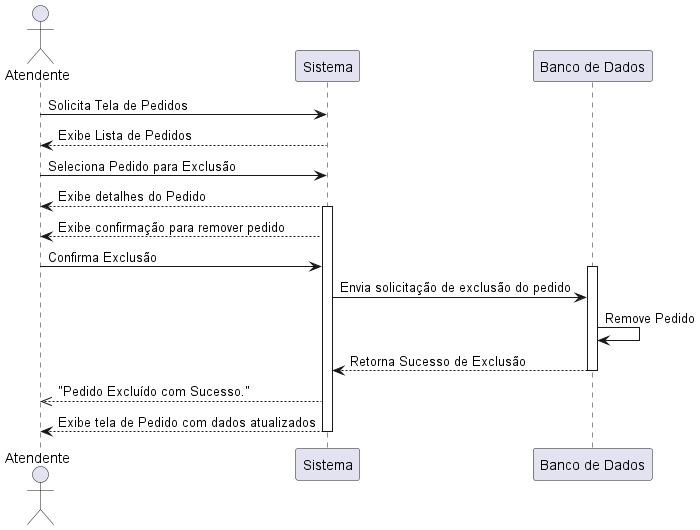 Atendente
Sistema
Banco de Dados
Solicita Tela de Pedidos
Exibe Lista de Pedidos
Seleciona Pedido para Exclusão
Exibe detalhes do Pedido
Exibe confirmação para remover pedido
Confirma Exclusão
Envia solicitação de exclusão do pedido
Remove Pedido
Retorna Sucesso de Exclusão
"Pedido Excluído com Sucesso."
Exibe tela de Pedido com dados atualizados
Atendente
Sistema
Banco de Dados